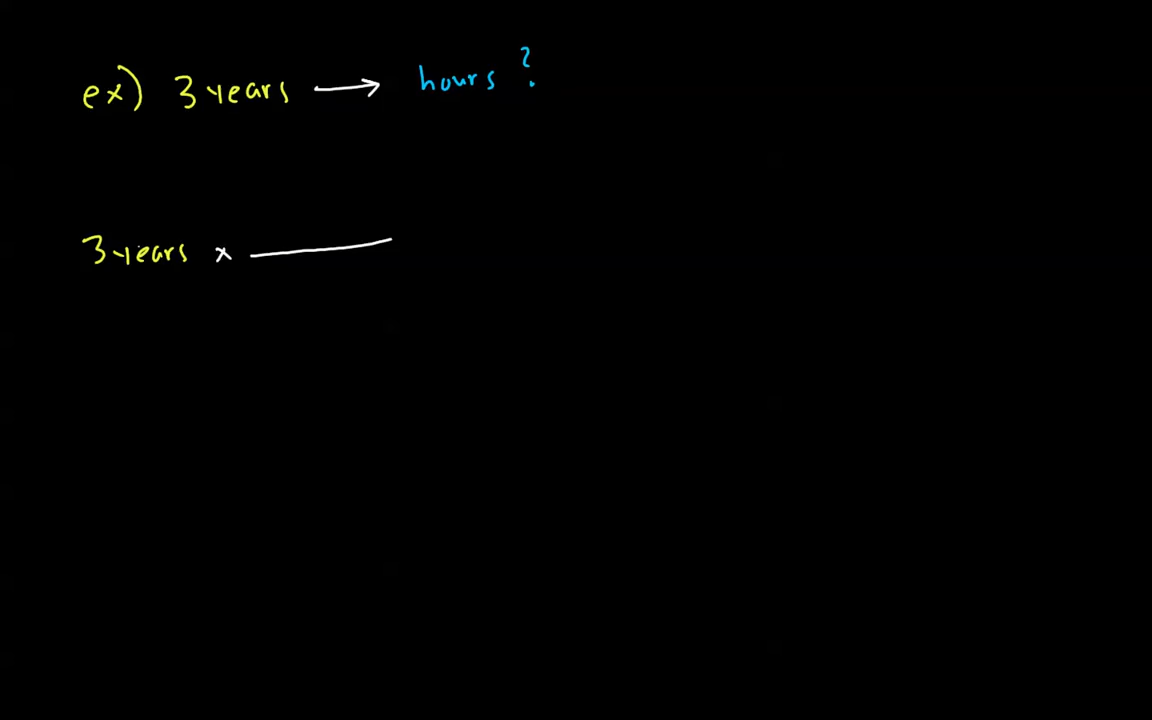 ex) 3 years → hours?
3 years x